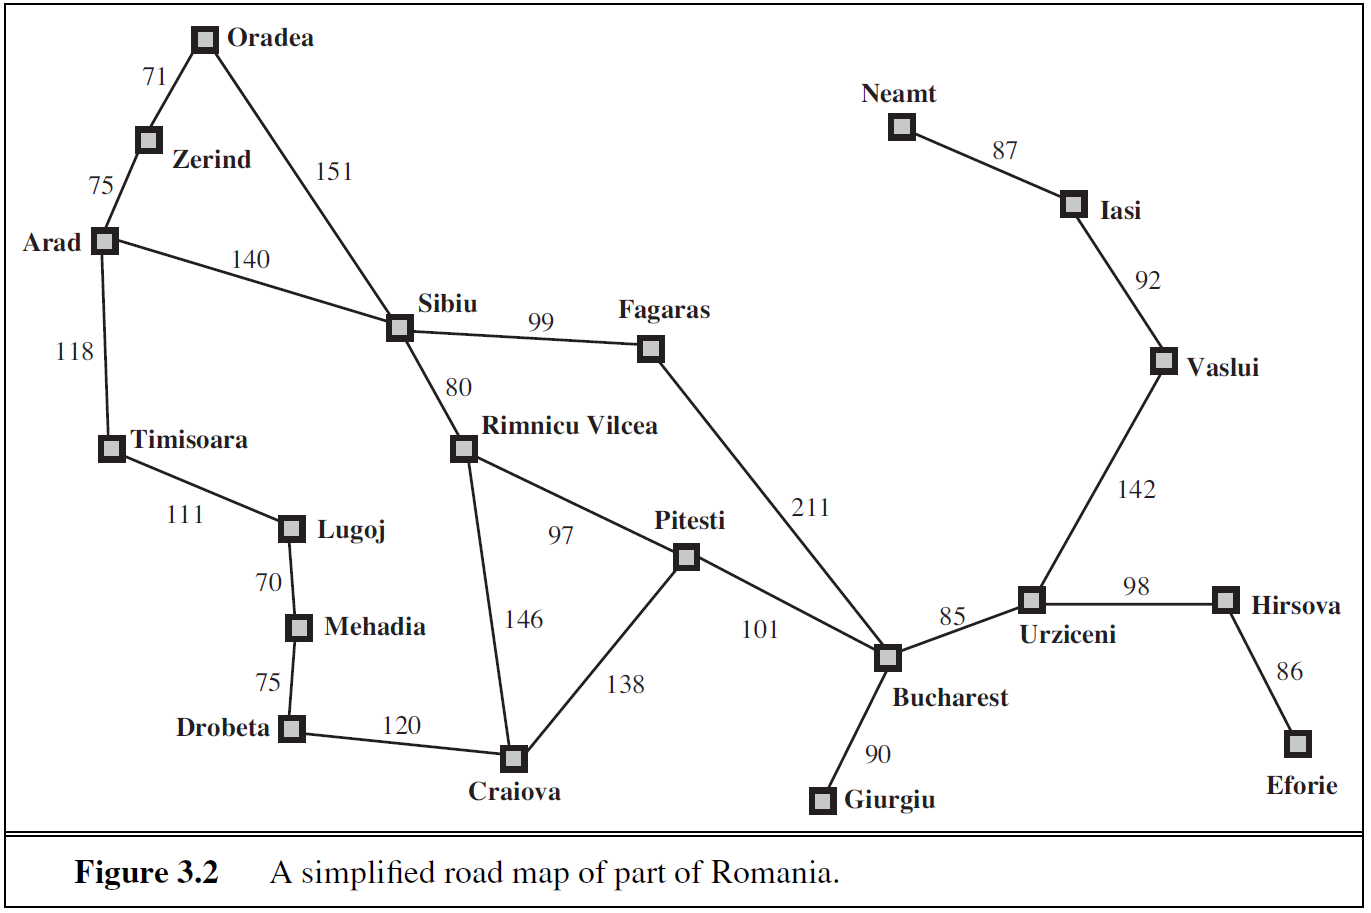 Oradea
71
Neamt
87
Zerind
151
75
Iasi
Arad
140
92
Sibiu
Fagaras
99
118
Vaslui
80
Rimnicu Vilcea
Timisoara
142
211
111
Lugoj
97
Pitesti
70
98
Hirsova
146
85
Mehadia
101
Urziceni
86
75
138
Bucharest
Drobeta
120
90
Craiova
Giurgiu
Eforie
Figure 3.2 A simplified road map of part of Romania.